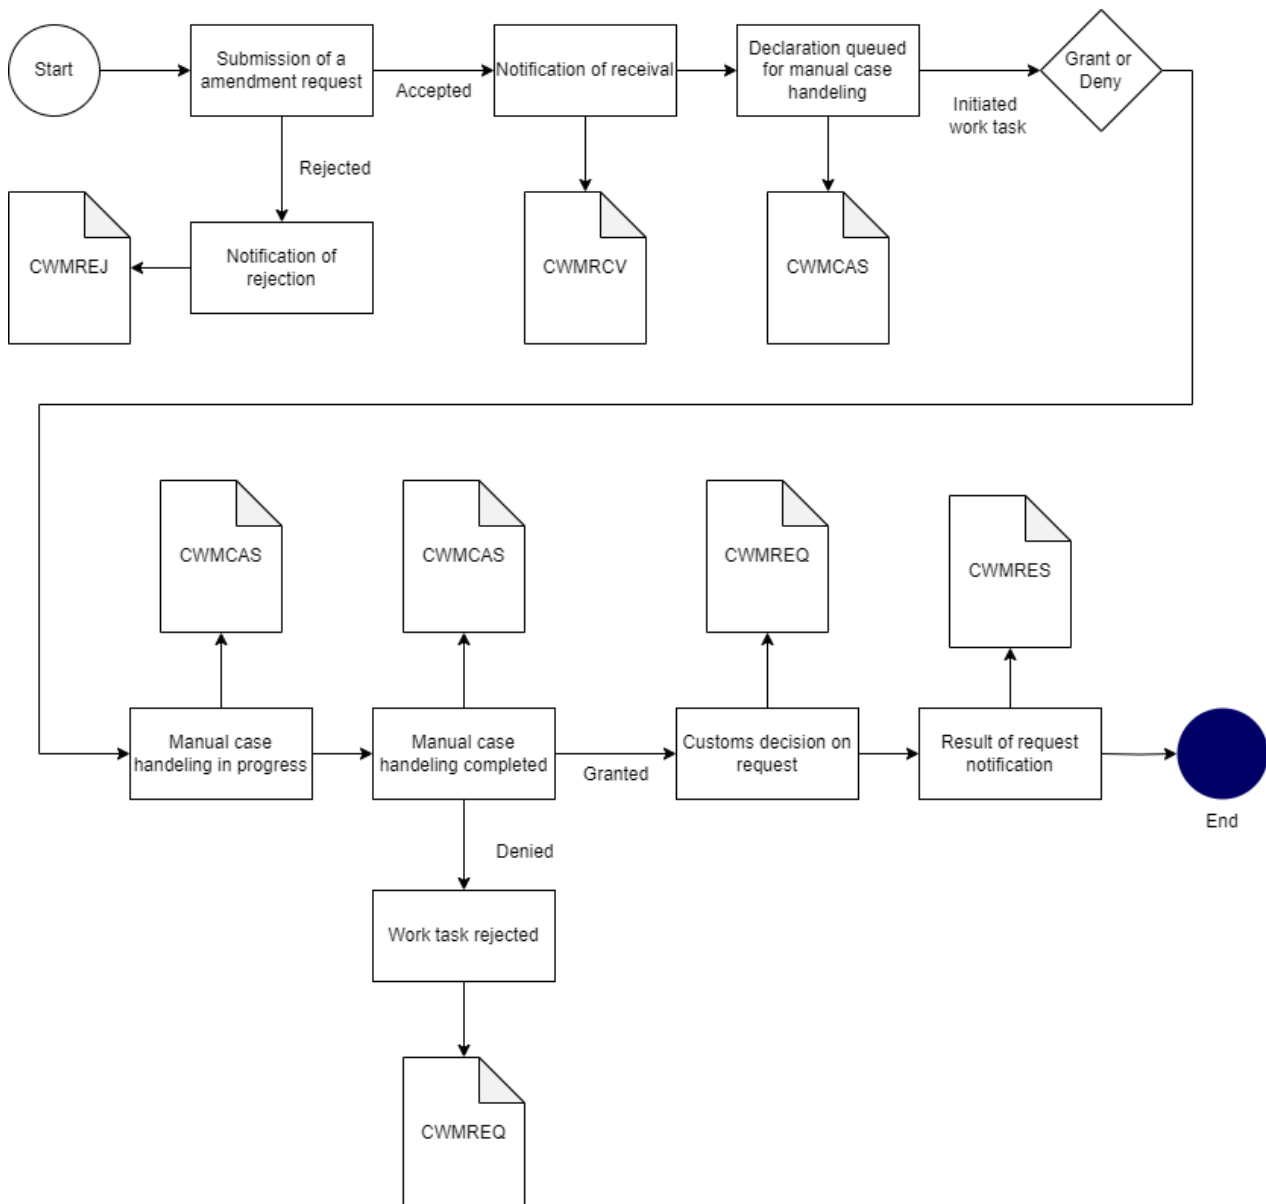 Start
Submission of a
amendment request
Accepted
Notification of receival
Declaration queued
for manual case
handeling
Initiated
work task
Grant or
Deny
Rejected
CWMREJ
Notification of
rejection
CWMRCV
CWMCAS
CWMCAS
CWMCAS
CWMREQ
CWMRES
Manual case
handeling in progress
Manual case
handeling completed
Granted
Customs decision on
request
Result of request
notification
End
Denied
Work task rejected
CWMREQ